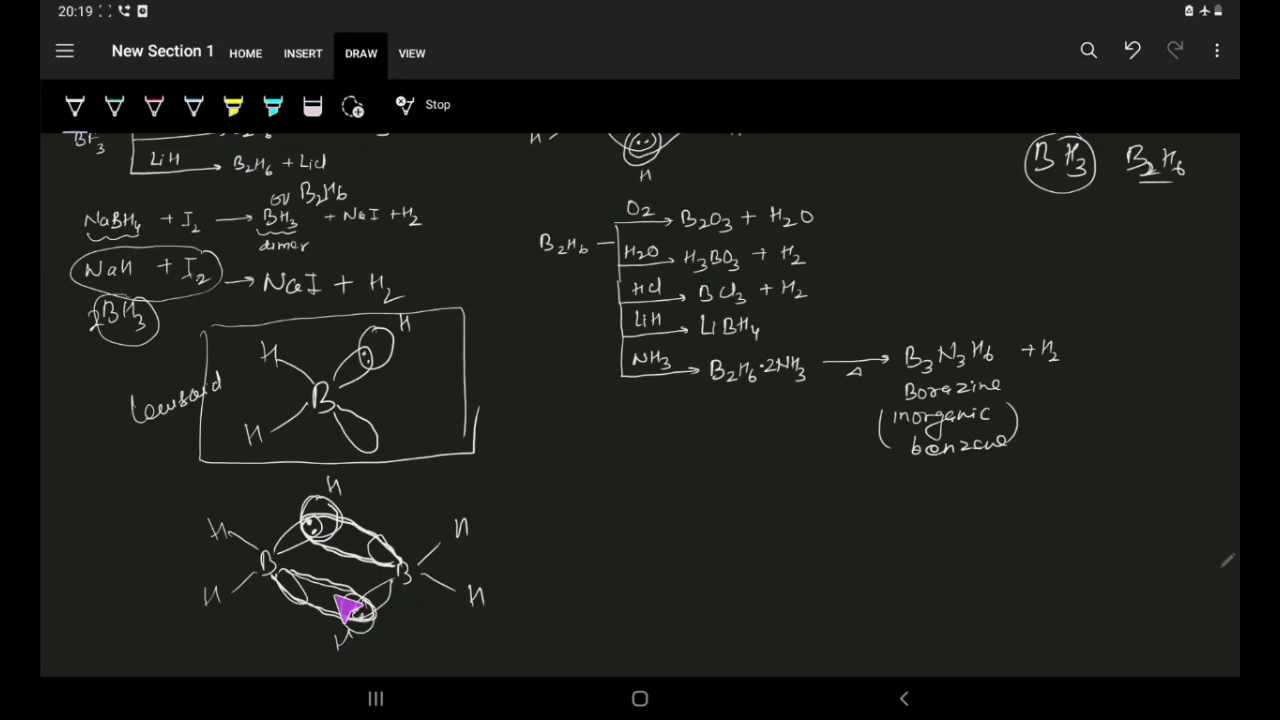 20:19
New Section 1 HOME INSERT DRAW VIEW
Stop
BF3
LiH → B2H6 + LiCl
or B2H6
NaBH4 + I2 → BH3 + NaI + H2
dimer
NaH + I2 → NaI + H2
2BH3
H
H
B
H
H
H H
B B
H H
H
H H
H
BH3 B2H6
B2H6
O2 → B2O3 + H2O
H2O → H3BO3 + H2
HCl → BCl3 + H2
LiH → LiBH4
NH3 → B2H6·2NH3 → B3N3H6 + H2
Δ
Borazine
(inorganic
benzene)